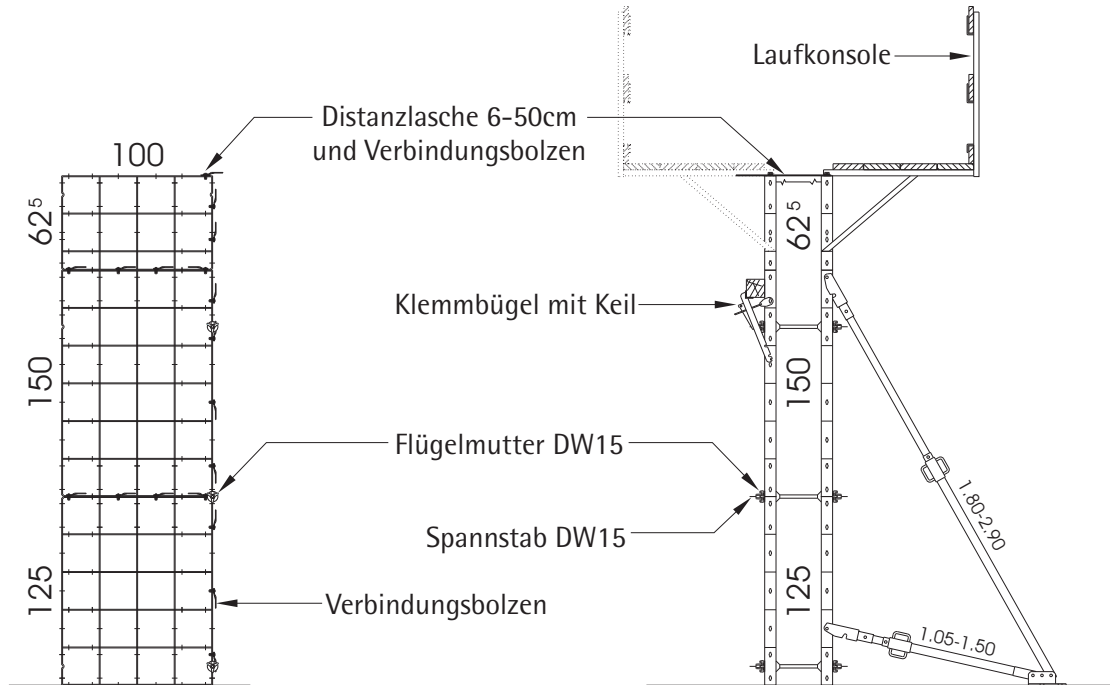 Laufkonsole
Distanzlasche 6-50cm
und Verbindungsbolzen
100
62⁵
62⁵
Klemmbügel mit Keil
150
150
Flügelmutter DW15
1.80-2.90
Spannstab DW15
125
125
Verbindungsbolzen
1.05-1.50